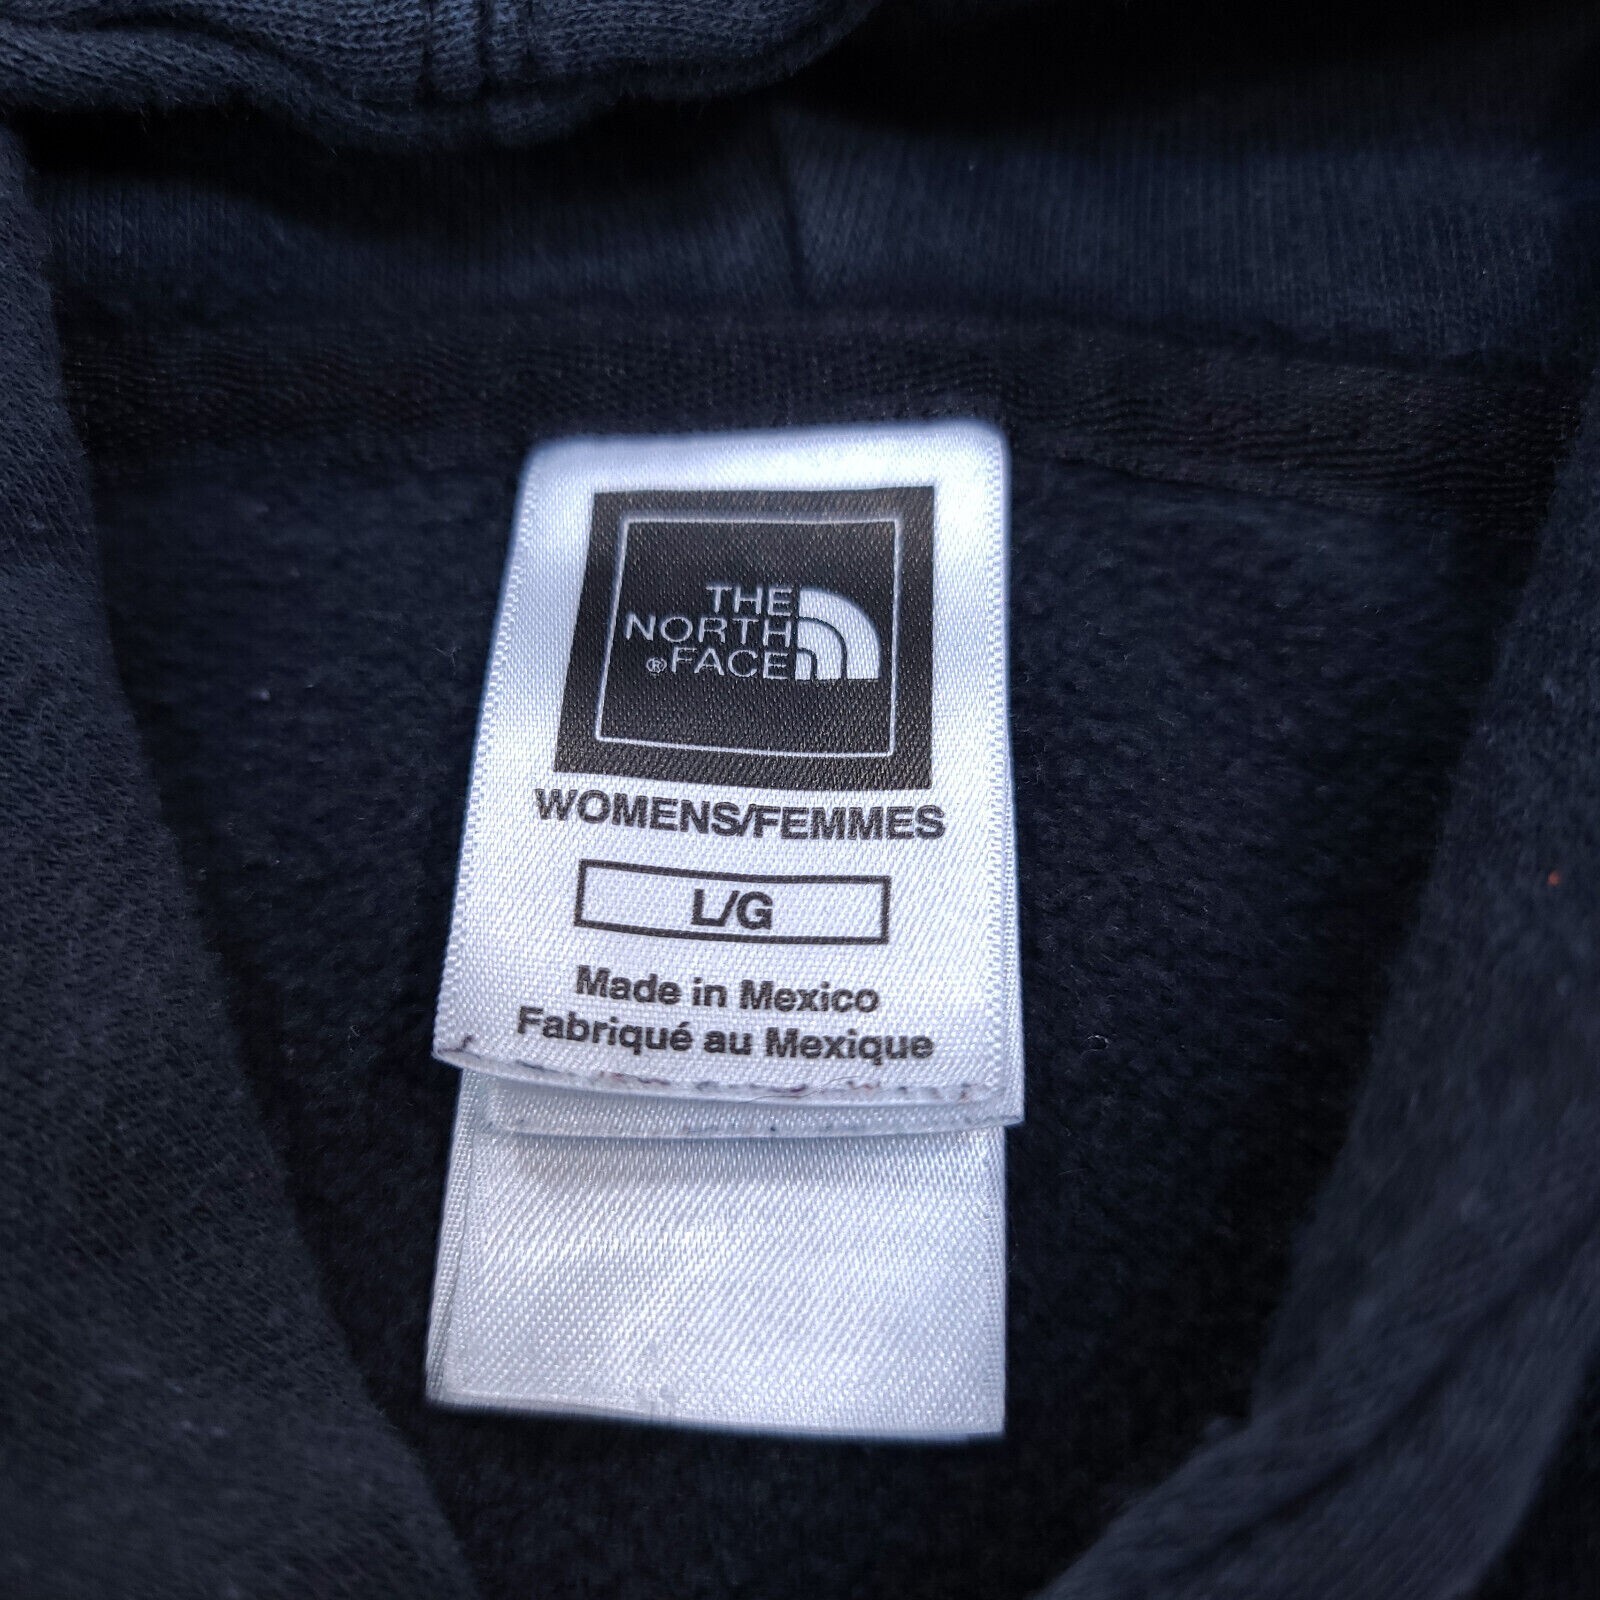 THE
NORTH
® FACE
WOMENS/FEMMES
L/G
Made in Mexico
Fabriqué au Mexique